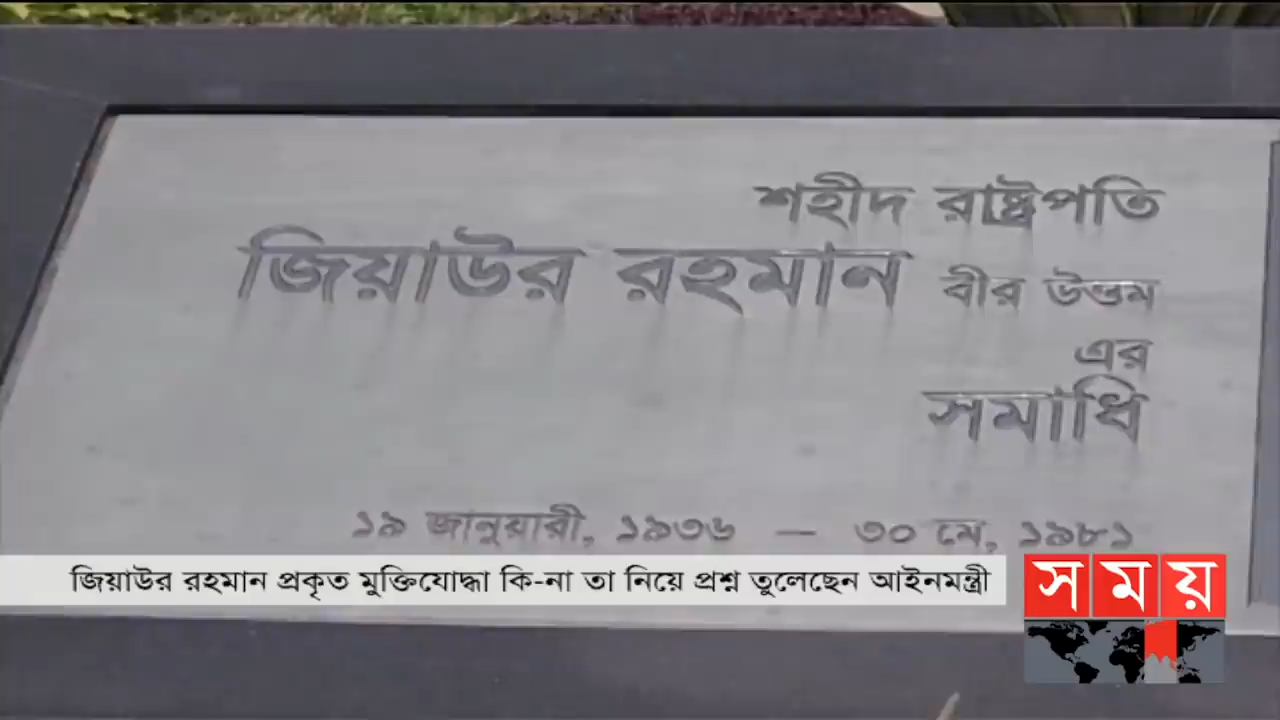 শহীদ রাষ্ট্রপতি
জিয়াউর রহমান বীর উত্তম
এর
সমাধি
১৯ জানুয়ারী, ১৯৩৬ — ৩০ মে, ১৯৮১
জিয়াউর রহমান প্রকৃত মুক্তিযোদ্ধা কি-না তা নিয়ে প্রশ্ন তুলেছেন আইনমন্ত্রী
সময়